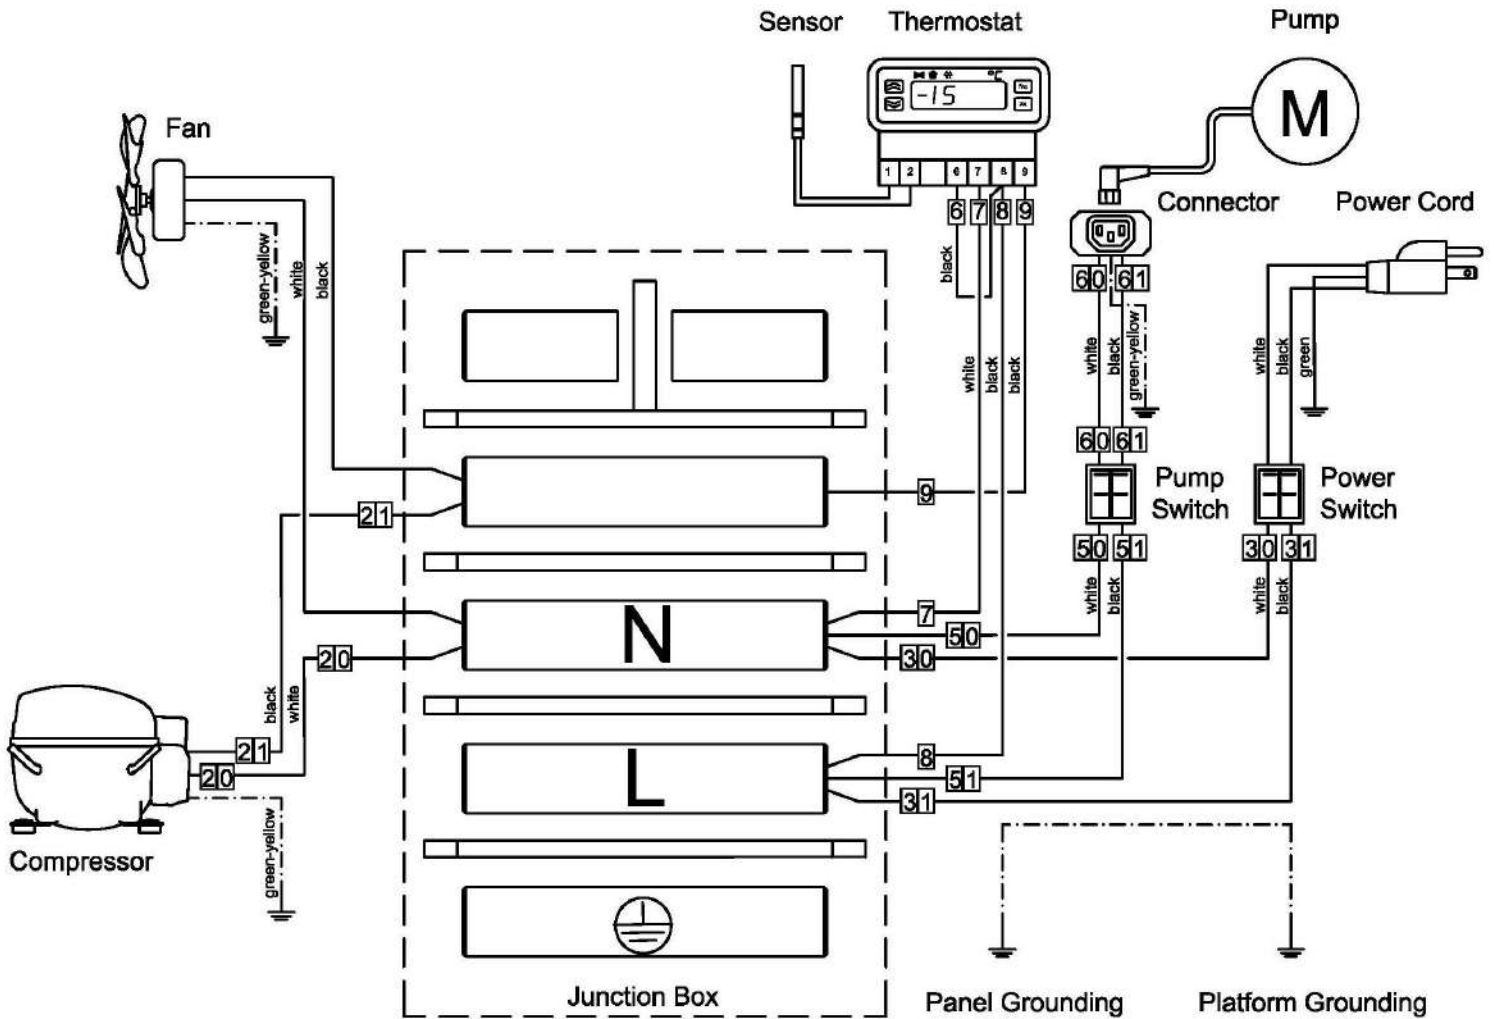 Sensor
Thermostat
Pump
°C
-15
M
Fan
1 2 6 7 8 9
6 7 8 9
Connector
Power Cord
60 61
green-yellow
white
black
black
white
black
black
white
black
green-yellow
white
black
green
60 61
Pump
Switch
Power
Switch
9
21
50 51
30 31
white
black
white
black
N
7
50
30
20
black
white
21
20
L
8
51
31
green-yellow
Compressor
Junction Box
Panel Grounding
Platform Grounding